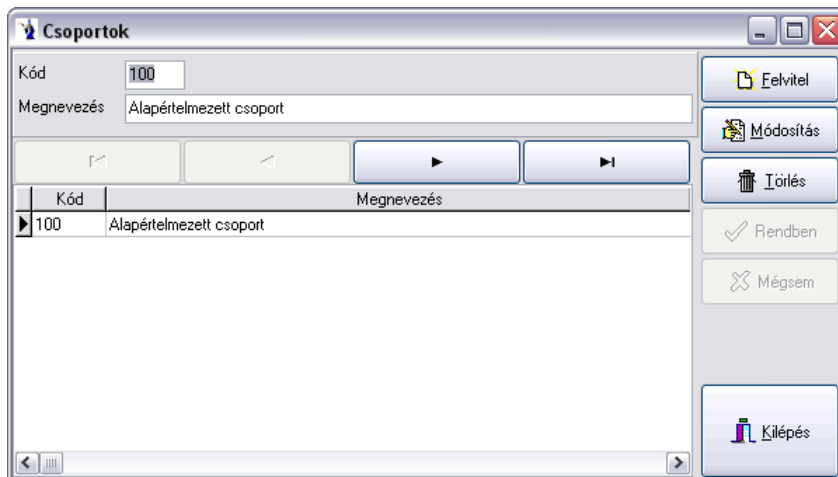 Csoportok
Kód 100
Megnevezés Alapértelmezett csoport
Kód Megnevezés
100 Alapértelmezett csoport
Felvitel
Módosítás
Törlés
Rendben
Mégsem
Kilépés